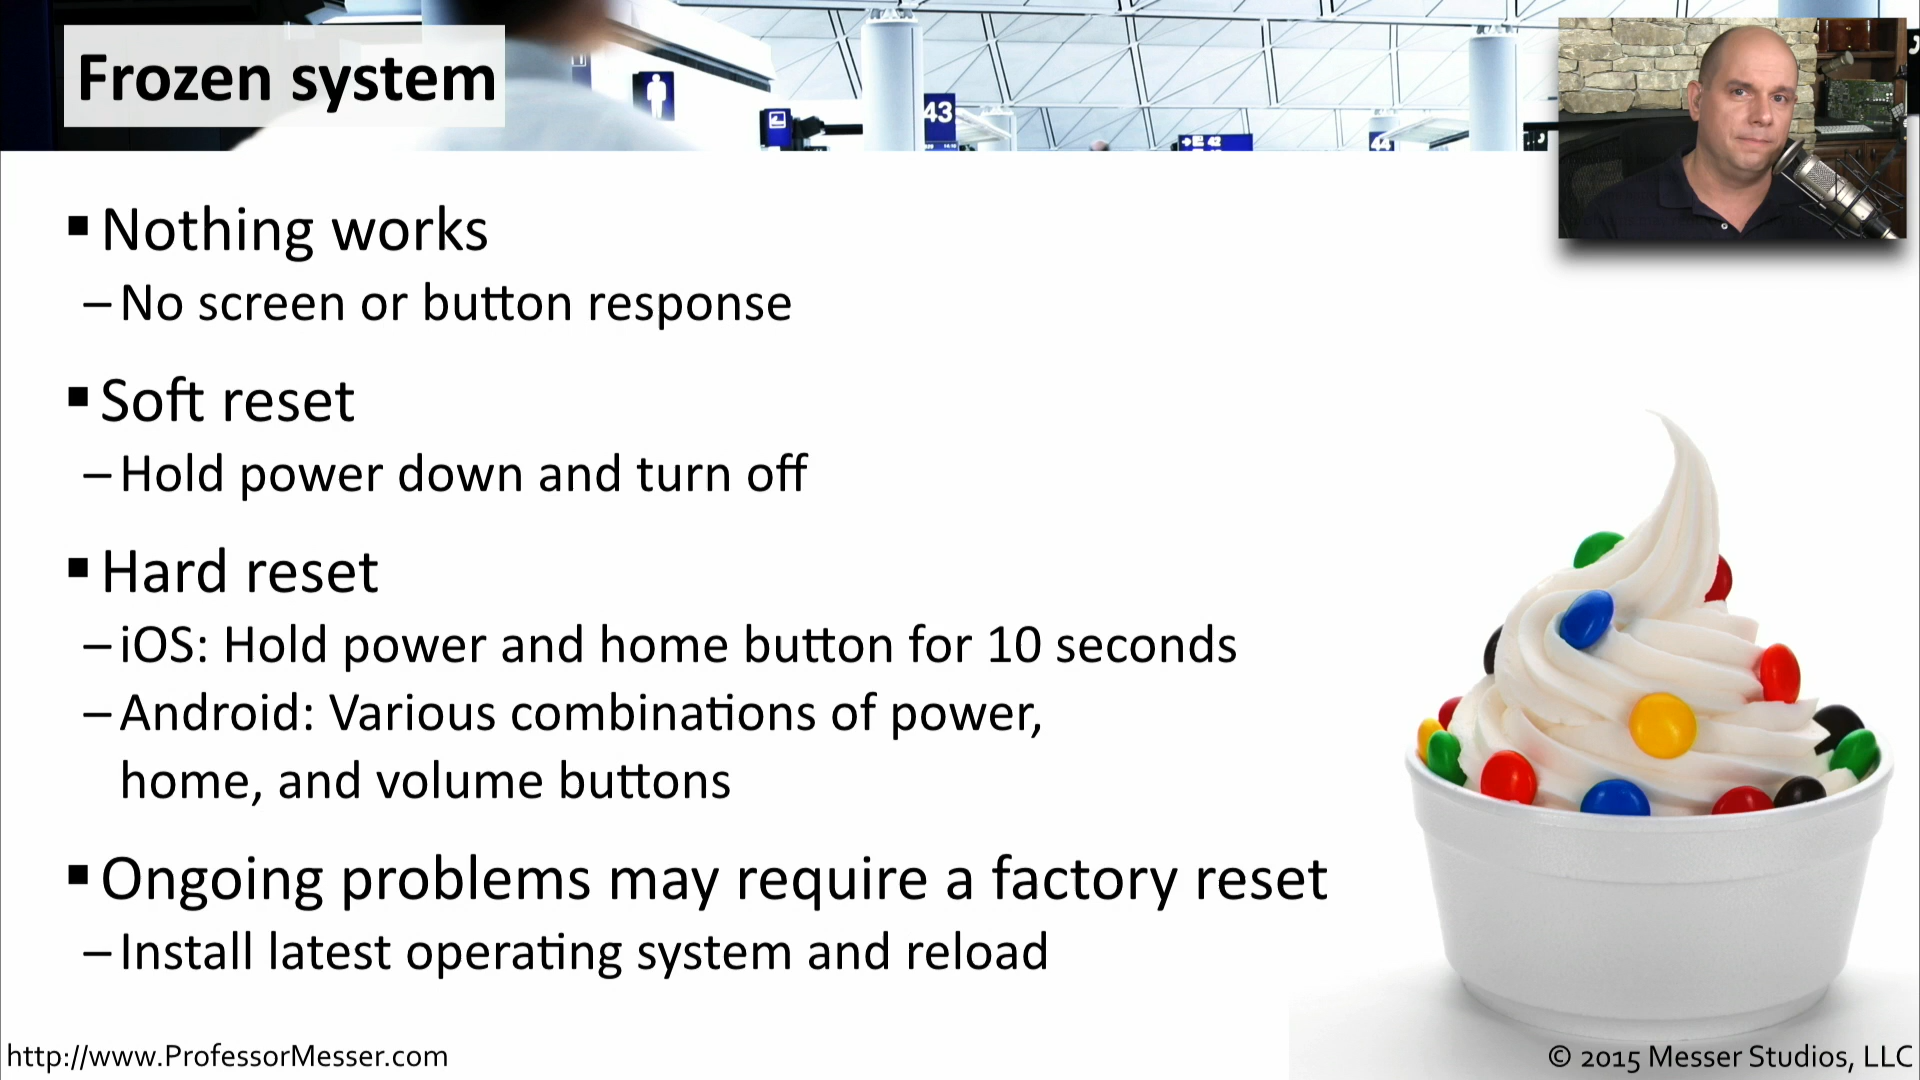 Frozen system
43
42
44
▪ Nothing works
– No screen or button response
▪ Soft reset
– Hold power down and turn off
▪ Hard reset
– iOS: Hold power and home button for 10 seconds
– Android: Various combinations of power,
home, and volume buttons
▪ Ongoing problems may require a factory reset
– Install latest operating system and reload
http://www.ProfessorMesser.com
© 2015 Messer Studios, LLC